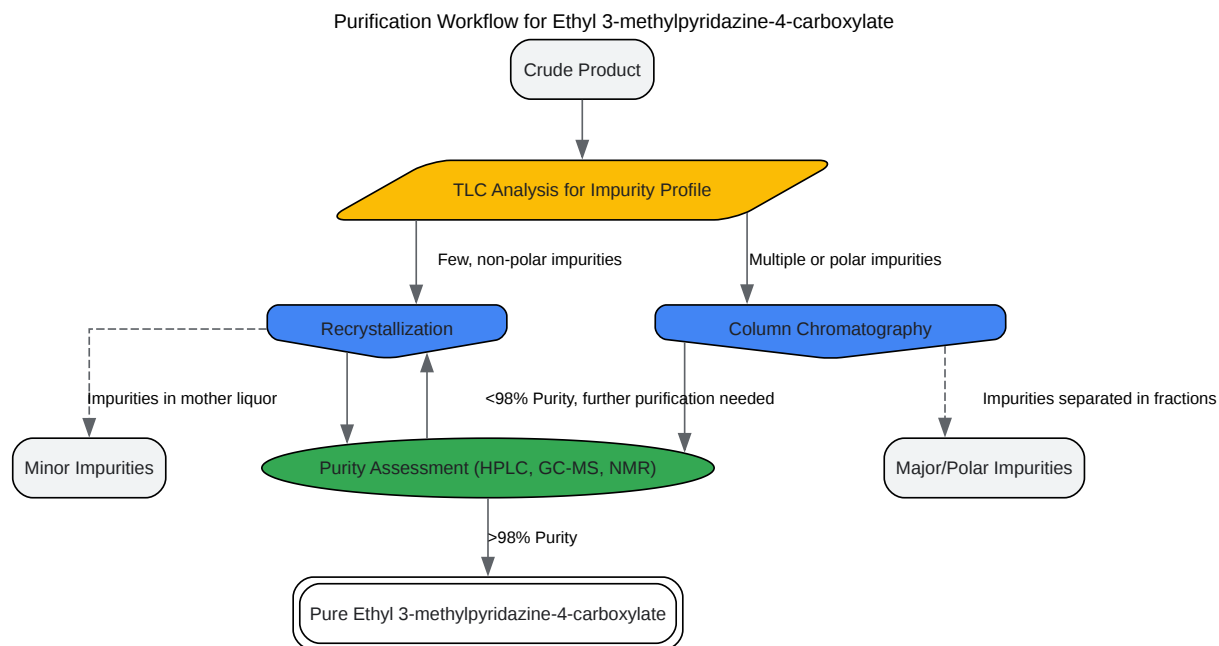 Purification Workflow for Ethyl 3-methylpyridazine-4-carboxylate
Crude Product
TLC Analysis for Impurity Profile
Few, non-polar impurities
Multiple or polar impurities
Recrystallization
Column Chromatography
Impurities in mother liquor
<98% Purity, further purification needed
Impurities separated in fractions
Minor Impurities
Purity Assessment (HPLC, GC-MS, NMR)
Major/Polar Impurities
>98% Purity
Pure Ethyl 3-methylpyridazine-4-carboxylate